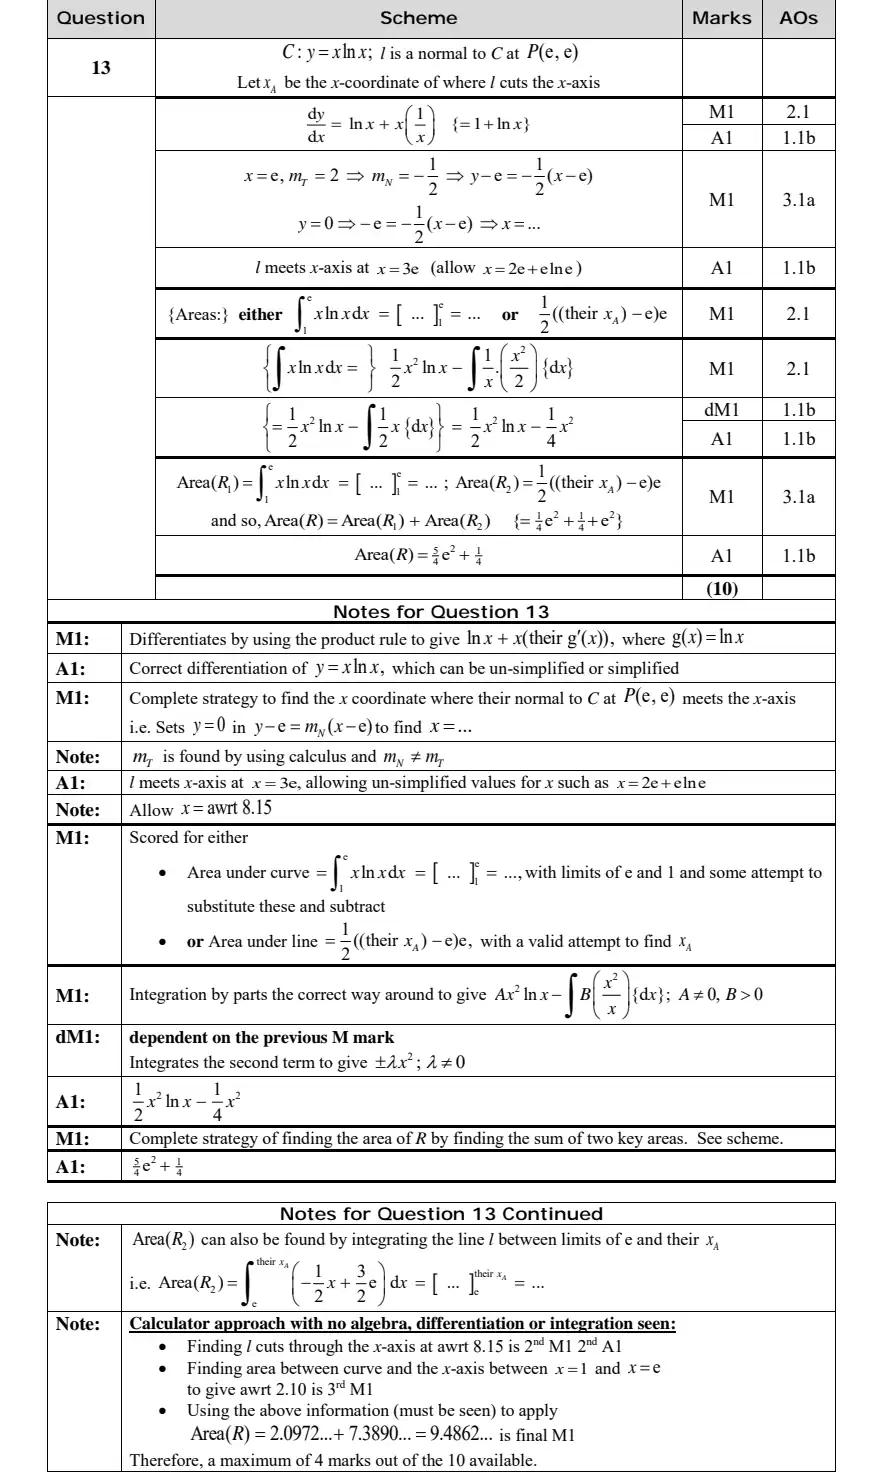 Question Scheme Marks AOs
13 C : y = x ln x; l is a normal to C at P(e, e)
Let x_A be the x-coordinate of where l cuts the x-axis
dy/dx = ln x + x(1/x) {= 1 + ln x} M1 2.1
A1 1.1b
x = e, m_T = 2 ⇒ m_N = −1/2 ⇒ y − e = −1/2(x − e)
y = 0 ⇒ −e = −1/2(x − e) ⇒ x = ... M1 3.1a
l meets x-axis at x = 3e (allow x = 2e + e ln e) A1 1.1b
{Areas:} either ∫_1^e x ln x dx = [ ... ]_1^e = ... or 1/2((their x_A) − e)e M1 2.1
{∫ x ln x dx = } 1/2 x² ln x − ∫ 1/x . (x²/2) {dx} M1 2.1
{= 1/2 x² ln x − ∫ 1/2 x {dx}} = 1/2 x² ln x − 1/4 x² dM1 1.1b
A1 1.1b
Area(R₁) = ∫_1^e x ln x dx = [ ... ]_1^e = ... ; Area(R₂) = 1/2((their x_A) − e)e
and so, Area(R) = Area(R₁) + Area(R₂) {= 1/4 e² + 1/4 + e²} M1 3.1a
Area(R) = 5/4 e² + 1/4 A1 1.1b
(10)
Notes for Question 13
M1: Differentiates by using the product rule to give ln x + x(their g′(x)), where g(x) = ln x
A1: Correct differentiation of y = x ln x, which can be un-simplified or simplified
M1: Complete strategy to find the x coordinate where their normal to C at P(e, e) meets the x-axis
i.e. Sets y = 0 in y − e = m_N(x − e) to find x = ...
Note: m_T is found by using calculus and m_N ≠ m_T
A1: l meets x-axis at x = 3e, allowing un-simplified values for x such as x = 2e + e ln e
Note: Allow x = awrt 8.15
M1: Scored for either
• Area under curve = ∫_1^e x ln x dx = [ ... ]_1^e = ..., with limits of e and 1 and some attempt to
substitute these and subtract
• or Area under line = 1/2((their x_A) − e)e, with a valid attempt to find x_A
M1: Integration by parts the correct way around to give Ax² ln x − ∫ B(x²/x) {dx}; A ≠ 0, B > 0
dM1: dependent on the previous M mark
Integrates the second term to give ±λx²; λ ≠ 0
A1: 1/2 x² ln x − 1/4 x²
M1: Complete strategy of finding the area of R by finding the sum of two key areas. See scheme.
A1: 5/4 e² + 1/4
Notes for Question 13 Continued
Note: Area(R₂) can also be found by integrating the line l between limits of e and their x_A
i.e. Area(R₂) = ∫_e^{their x_A} (−1/2 x + 3/2 e) dx = [ ... ]_e^{their x_A} = ...
Note: Calculator approach with no algebra, differentiation or integration seen:
• Finding l cuts through the x-axis at awrt 8.15 is 2nd M1 2nd A1
• Finding area between curve and the x-axis between x = 1 and x = e
to give awrt 2.10 is 3rd M1
• Using the above information (must be seen) to apply
Area(R) = 2.0972... + 7.3890... = 9.4862... is final M1
Therefore, a maximum of 4 marks out of the 10 available.